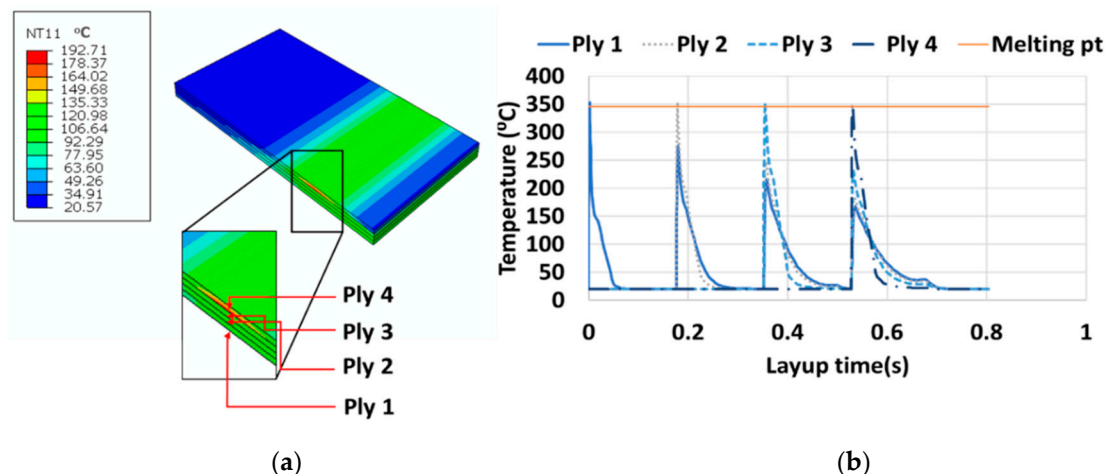 NT11 ºC
192.71
178.37
164.02
149.68
135.33
120.98
106.64
92.29
77.95
63.60
49.26
34.91
20.57
Ply 4
Ply 3
Ply 2
Ply 1
(a)
Ply 1 Ply 2 Ply 3 Ply 4 Melting pt
Temperature (⁰C)
400
350
300
250
200
150
100
50
0
0 0.2 0.4 0.6 0.8 1
Layup time(s)
(b)